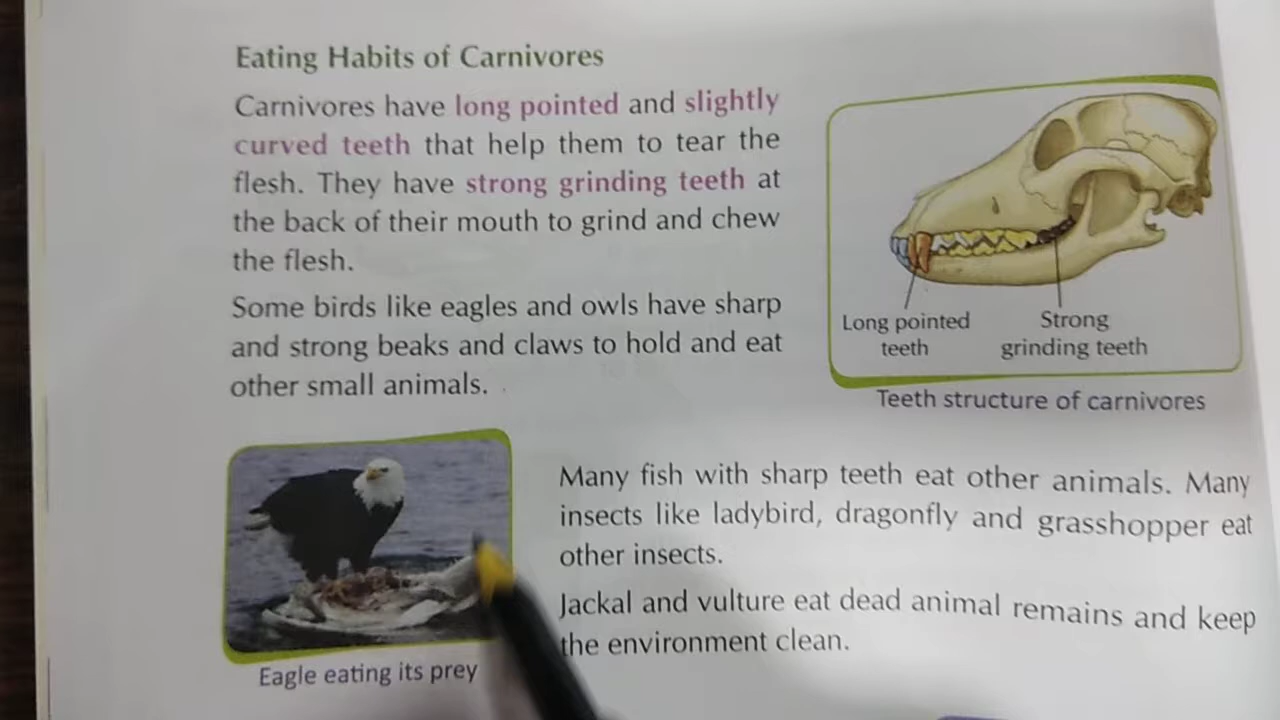 Eating Habits of Carnivores
Carnivores have long pointed and slightly
curved teeth that help them to tear the
flesh. They have strong grinding teeth at
the back of their mouth to grind and chew
the flesh.
Some birds like eagles and owls have sharp
and strong beaks and claws to hold and eat
other small animals.
Long pointed
teeth
Strong
grinding teeth
Teeth structure of carnivores
Eagle eating its prey
Many fish with sharp teeth eat other animals. Many
insects like ladybird, dragonfly and grasshopper eat
other insects.
Jackal and vulture eat dead animal remains and keep
the environment clean.